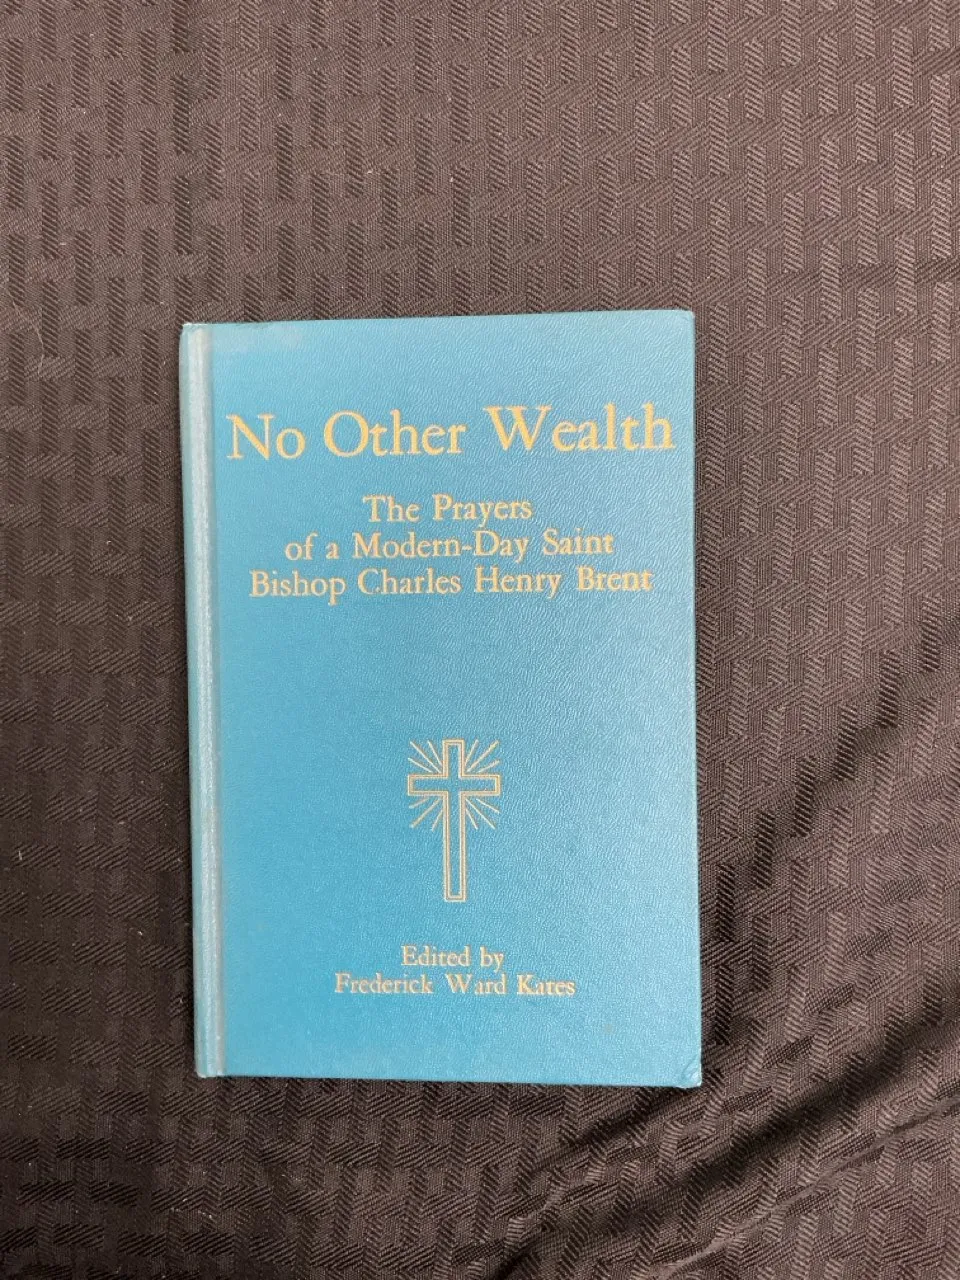 No Other Wealth
The Prayers
of a Modern-Day Saint
Bishop Charles Henry Brent
Edited by
Frederick Ward Kates